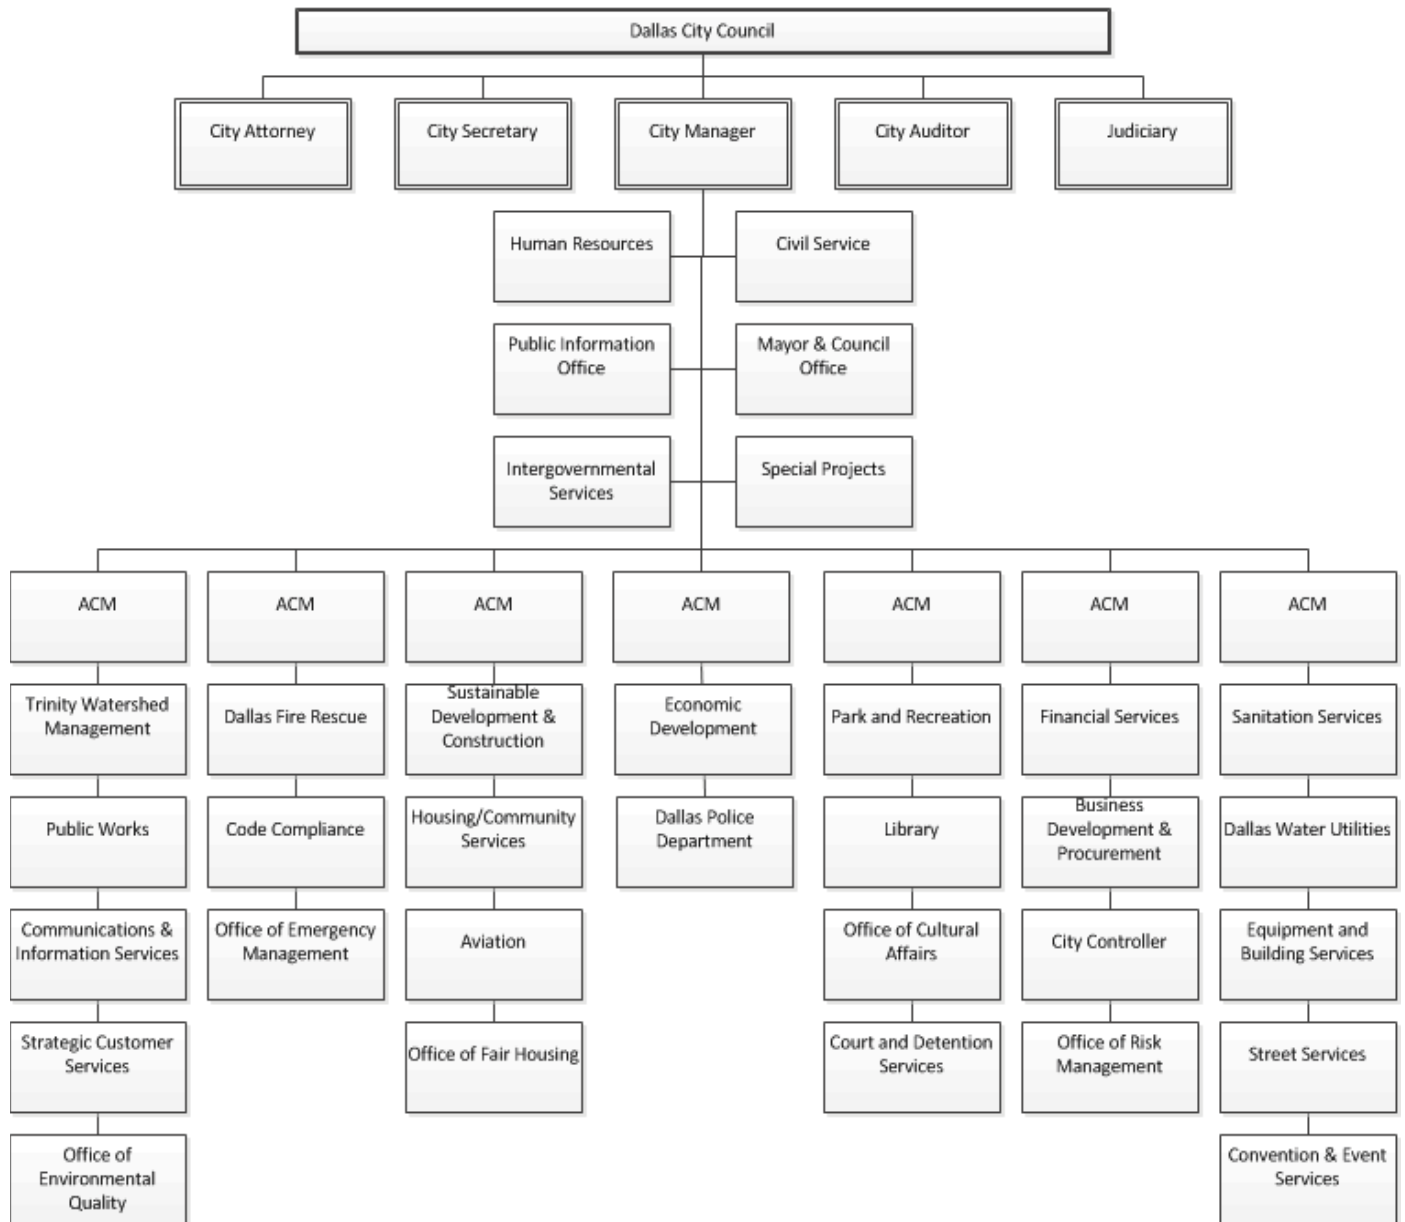 Dallas City Council
City Attorney
City Secretary
City Manager
City Auditor
Judiciary
Human Resources
Civil Service
Public Information
Office
Mayor & Council
Office
Intergovernmental
Services
Special Projects
ACM
ACM
ACM
ACM
ACM
ACM
ACM
Trinity Watershed
Management
Dallas Fire Rescue
Sustainable
Development &
Construction
Economic
Development
Park and Recreation
Financial Services
Sanitation Services
Public Works
Code Compliance
Housing/Community
Services
Dallas Police
Department
Library
Business
Development &
Procurement
Dallas Water Utilities
Communications &
Information Services
Office of Emergency
Management
Aviation
Office of Cultural
Affairs
City Controller
Equipment and
Building Services
Strategic Customer
Services
Office of Fair Housing
Court and Detention
Services
Office of Risk
Management
Street Services
Office of
Environmental
Quality
Convention & Event
Services